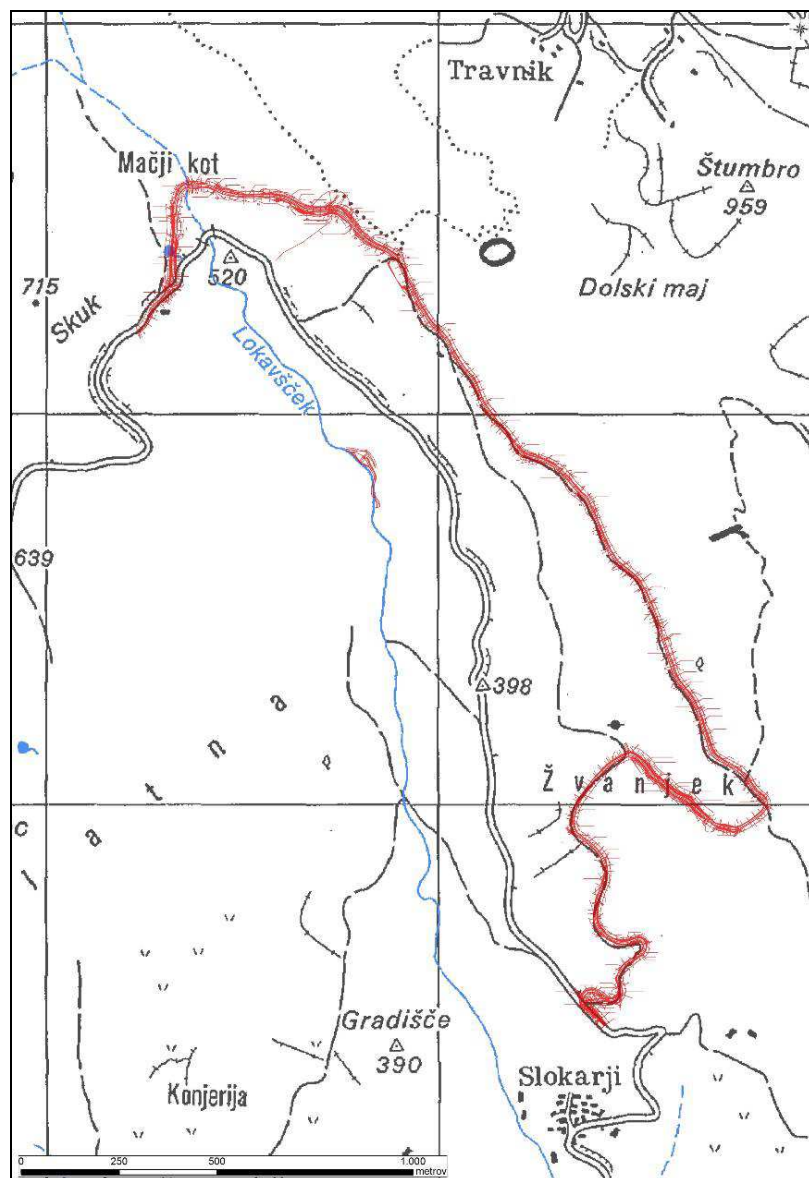 Travnik
Mačji kot
Štumbro
959
520
Dolski maj
715
Skuk
Lokavšček
639
398
Žvanjek
c
a
t
n
a
Gradišče
390
Slokarji
Konjerija
0 250 500 1.000
metrov